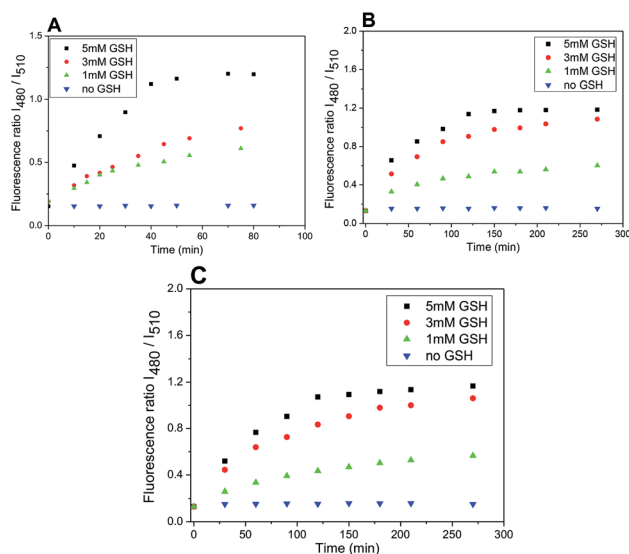 A
5mM GSH
3mM GSH
1mM GSH
no GSH
Fluorescence ratio I480 / I510
1.5
1.0
0.5
0.0
0 20 40 60 80 100
Time (min)
B
5mM GSH
3mM GSH
1mM GSH
no GSH
Fluorescence ratio I480 / I510
2.0
1.6
1.2
0.8
0.4
0.0
0 50 100 150 200 250 300
Time (min)
C
5mM GSH
3mM GSH
1mM GSH
no GSH
Fluorescence ratio I480 / I510
2.0
1.6
1.2
0.8
0.4
0.0
0 50 100 150 200 250 300
Time (min)